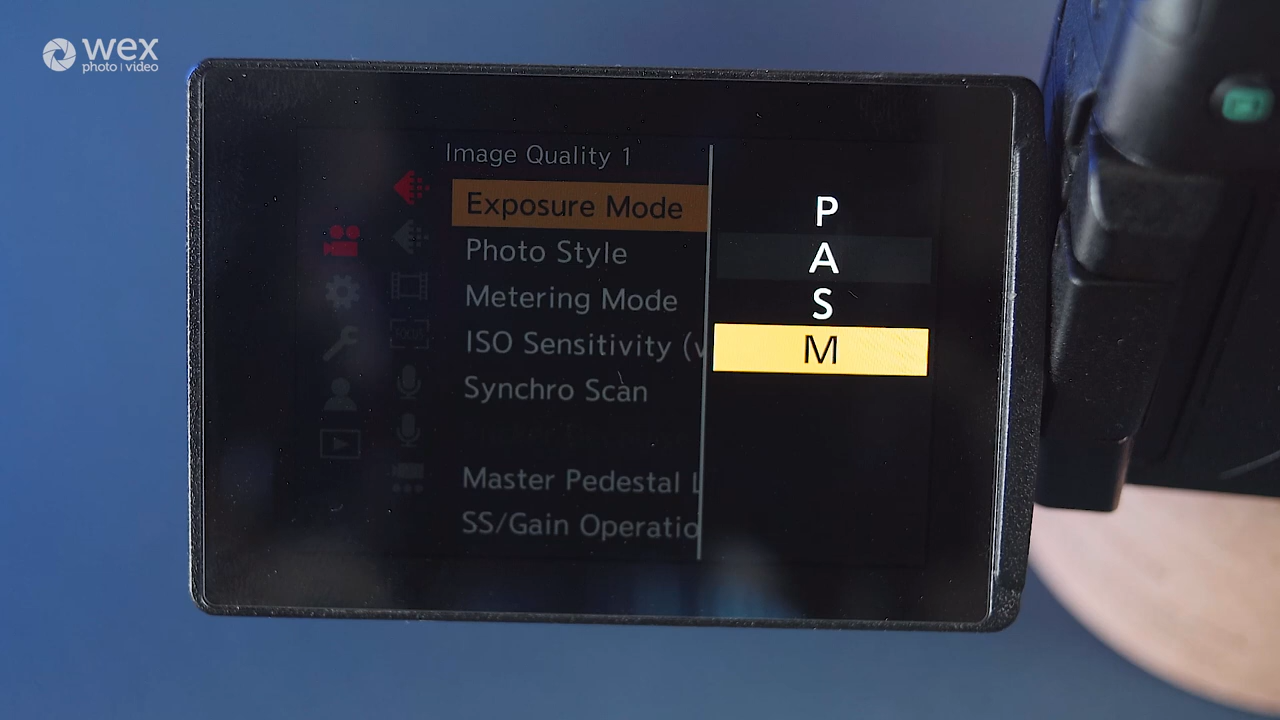 wex
photo | video
Image Quality 1
Exposure Mode
Photo Style
Metering Mode
ISO Sensitivity (v
Synchro Scan
Master Pedestal L
SS/Gain Operatio
P
A
S
M